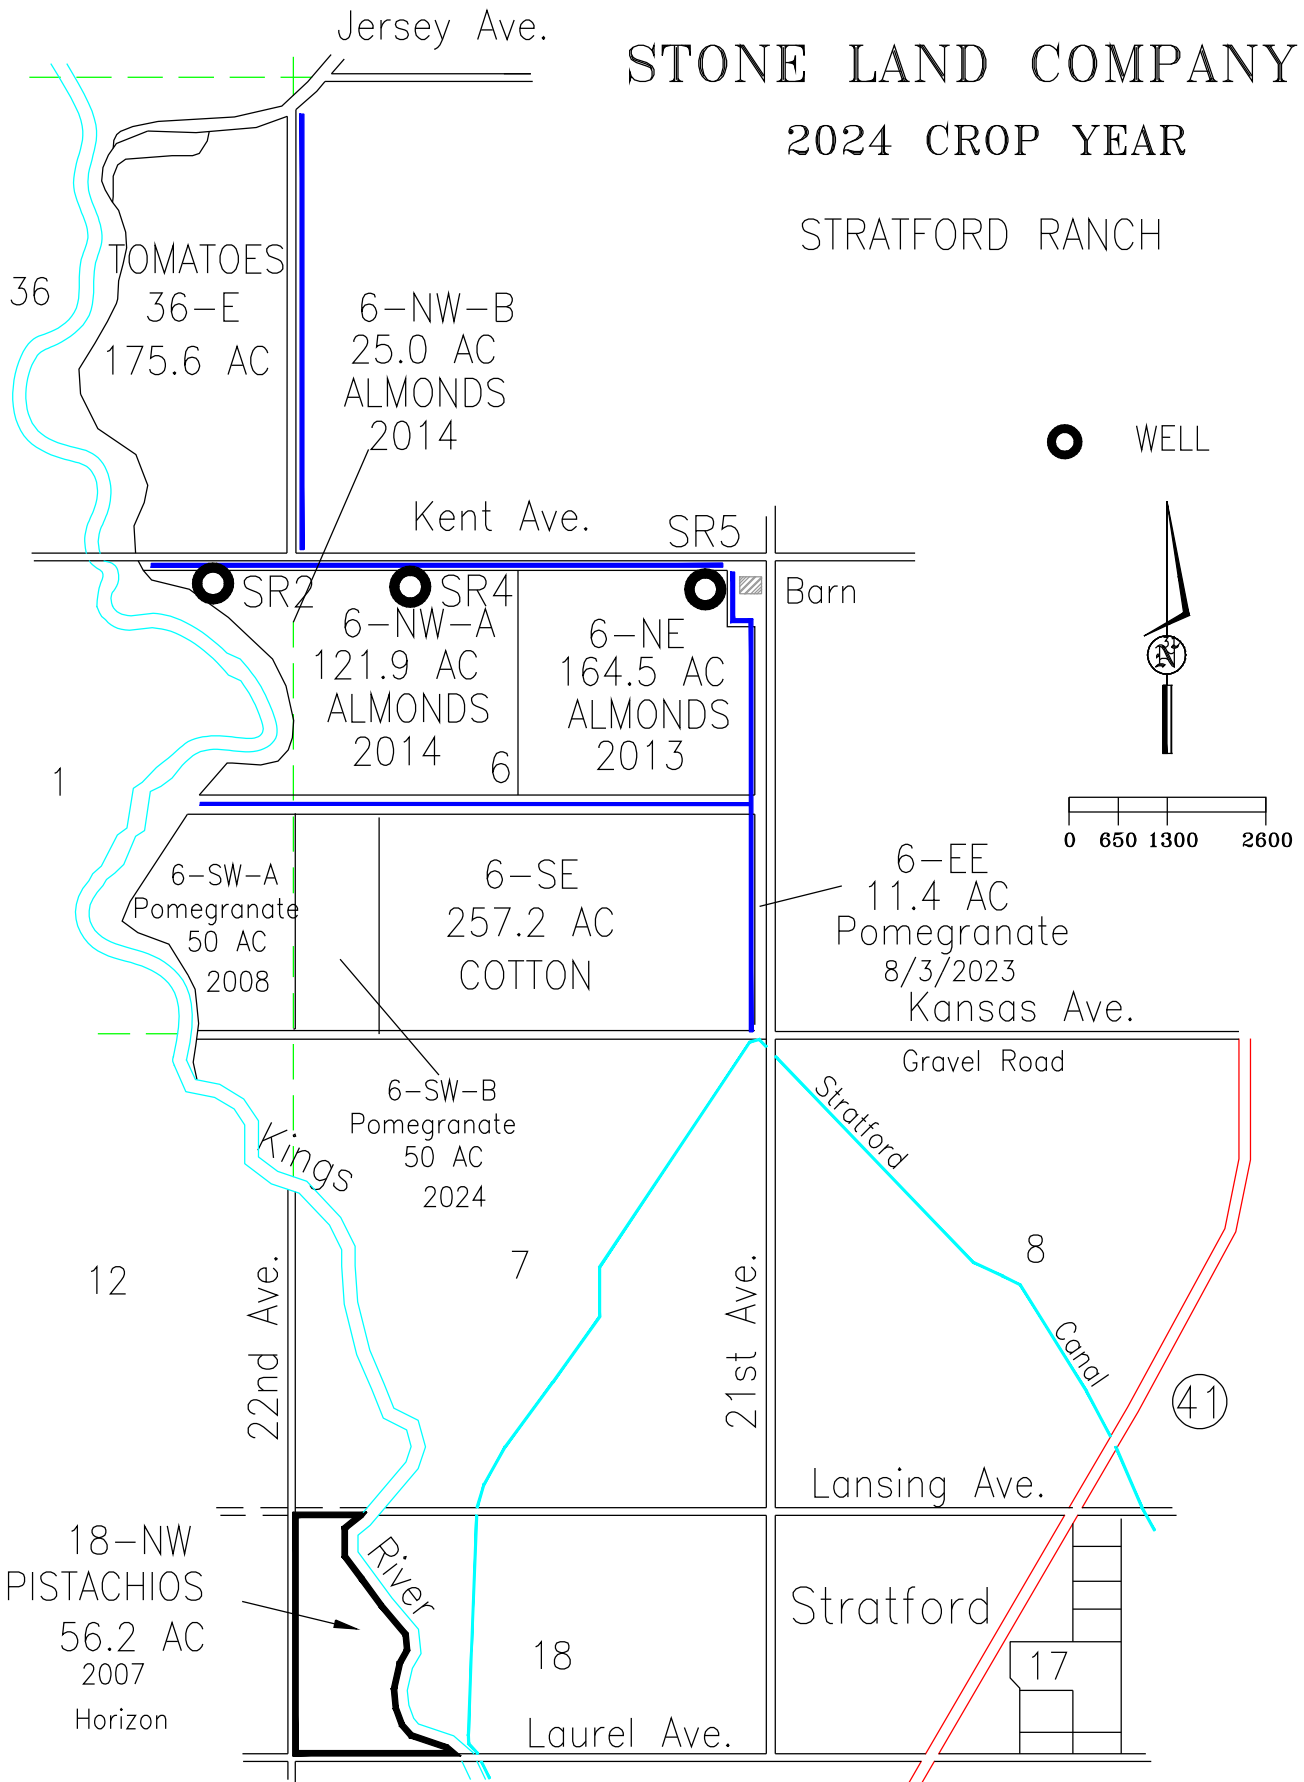 Jersey Ave.
STONE LAND COMPANY
2024 CROP YEAR
STRATFORD RANCH
TOMATOES
36-E
175.6 AC
36
6-NW-B
25.0 AC
ALMONDS
2014
WELL
Kent Ave.
SR5
SR2
SR4
Barn
6-NW-A
121.9 AC
ALMONDS
2014
6-NE
164.5 AC
ALMONDS
2013
6
N
1
0 650 1300 2600
6-SW-A
Pomegranate
50 AC
2008
6-SE
257.2 AC
COTTON
6-EE
11.4 AC
Pomegranate
8/3/2023
Kansas Ave.
Gravel Road
6-SW-B
Pomegranate
50 AC
2024
Stratford
Canal
Kings
River
12
7
8
22nd Ave.
21st Ave.
41
Lansing Ave.
18-NW
PISTACHIOS
56.2 AC
2007
Horizon
Stratford
18
17
Laurel Ave.